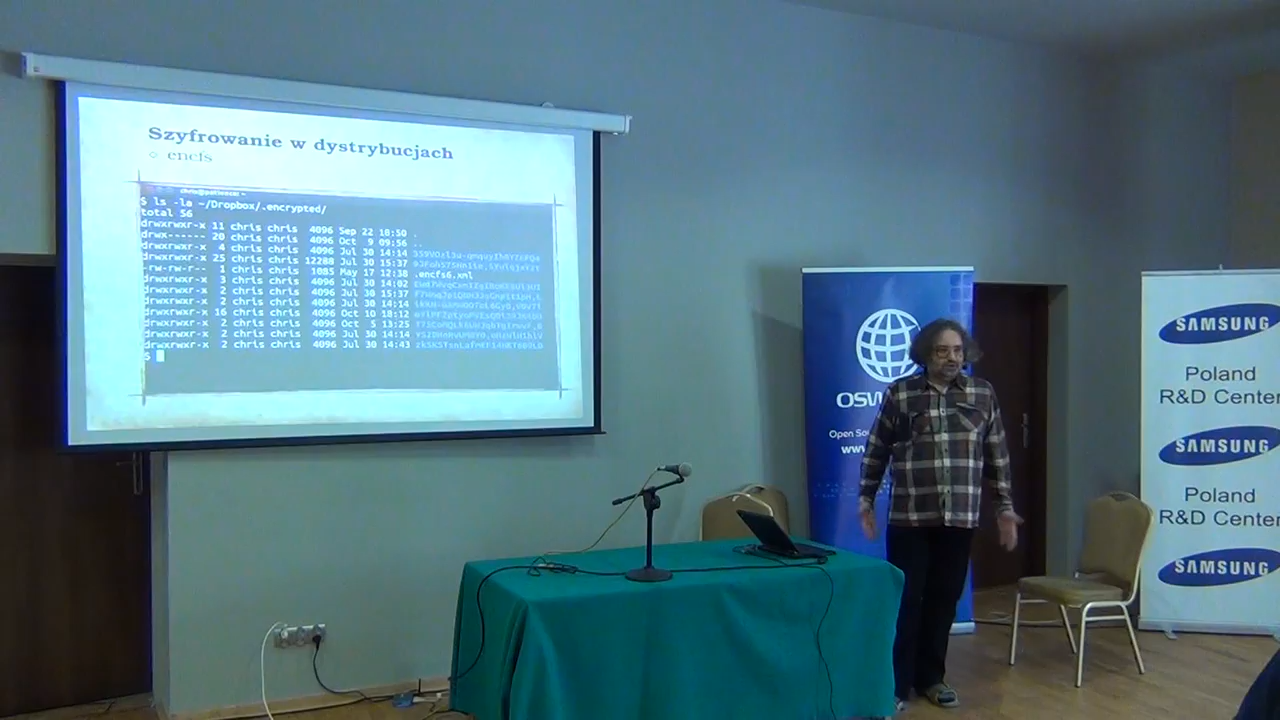 Szyfrowanie w dystrybucjach
encfs
$ ls -la ~/Dropbox/.encrypted/
total 56
drwxrwxr-x 11 chris chris 4096 Sep 22 18:50 .
drwx------ 20 chris chris 4096 Oct 9 09:56 ..
drwxrwxr-x 4 chris chris 4096 Jul 30 14:14
drwxrwxr-x 25 chris chris 12288 Jul 30 15:37
-rw-rw-r-- 1 chris chris 1085 May 17 12:38 .encfs6.xml
drwxrwxr-x 3 chris chris 4096 Jul 30 14:02
drwxrwxr-x 2 chris chris 4096 Jul 30 15:37
drwxrwxr-x 2 chris chris 4096 Jul 30 14:14
drwxrwxr-x 16 chris chris 4096 Oct 10 18:12
drwxrwxr-x 2 chris chris 4096 Oct 5 13:25
drwxrwxr-x 2 chris chris 4096 Jul 30 14:14
drwxrwxr-x 2 chris chris 4096 Jul 30 14:43
$
Open
www.
SAMSUNG
Poland
R&D Center
SAMSUNG
Poland
R&D Center
SAMSUNG